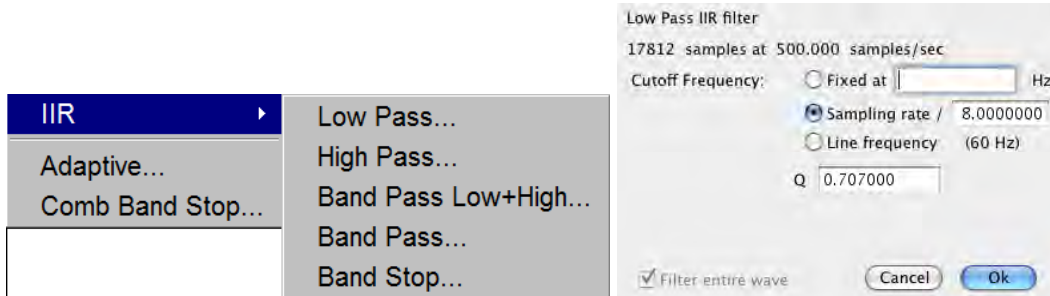 IIR
Adaptive...
Comb Band Stop...
Low Pass...
High Pass...
Band Pass Low+High...
Band Pass...
Band Stop...
Low Pass IIR filter
17812 samples at 500.000 samples/sec
Cutoff Frequency: Fixed at Hz
Sampling rate / 8.0000000
Line frequency (60 Hz)
Q 0.707000
Filter entire wave Cancel Ok